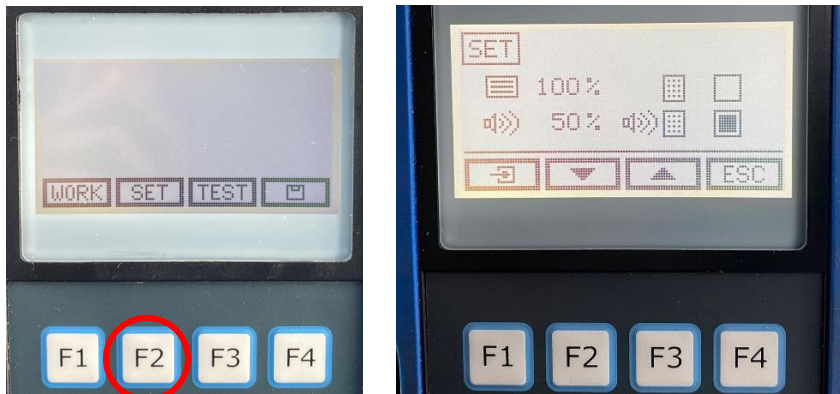 WORK SET TEST
F1 F2 F3 F4
SET
100%
50%
ESC
F1 F2 F3 F4